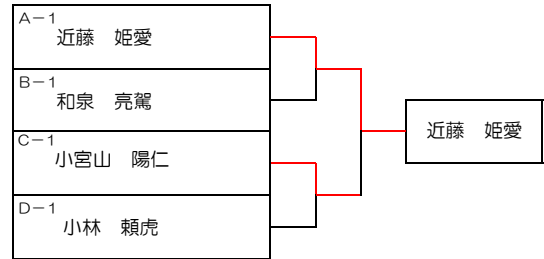 A-1
近藤　姫愛
B-1
和泉　亮駕
C-1
小宮山　陽仁
D-1
小林　頼虎
近藤　姫愛